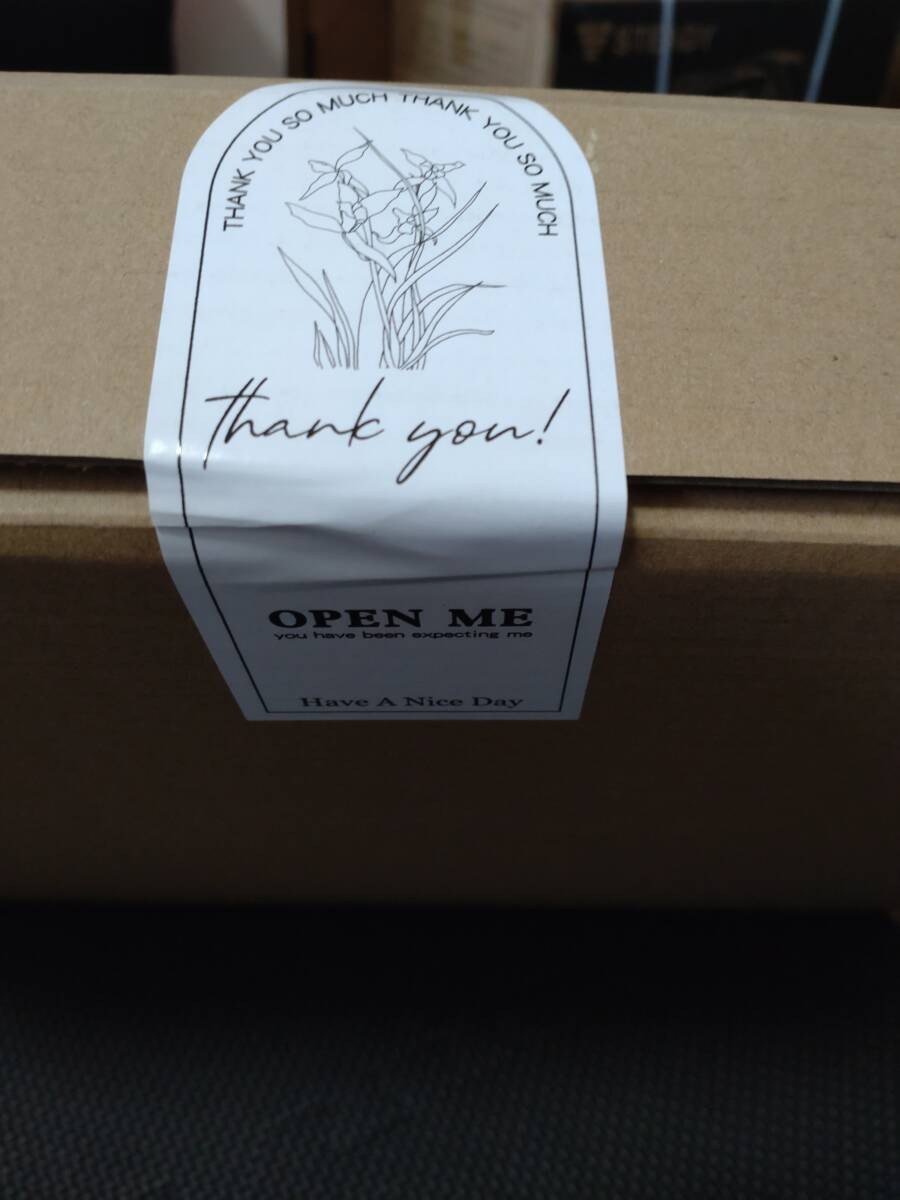 STEADY
THANK YOU SO MUCH THANK YOU SO MUCH
thank you!
OPEN ME
you have been expecting me
Have A Nice Day